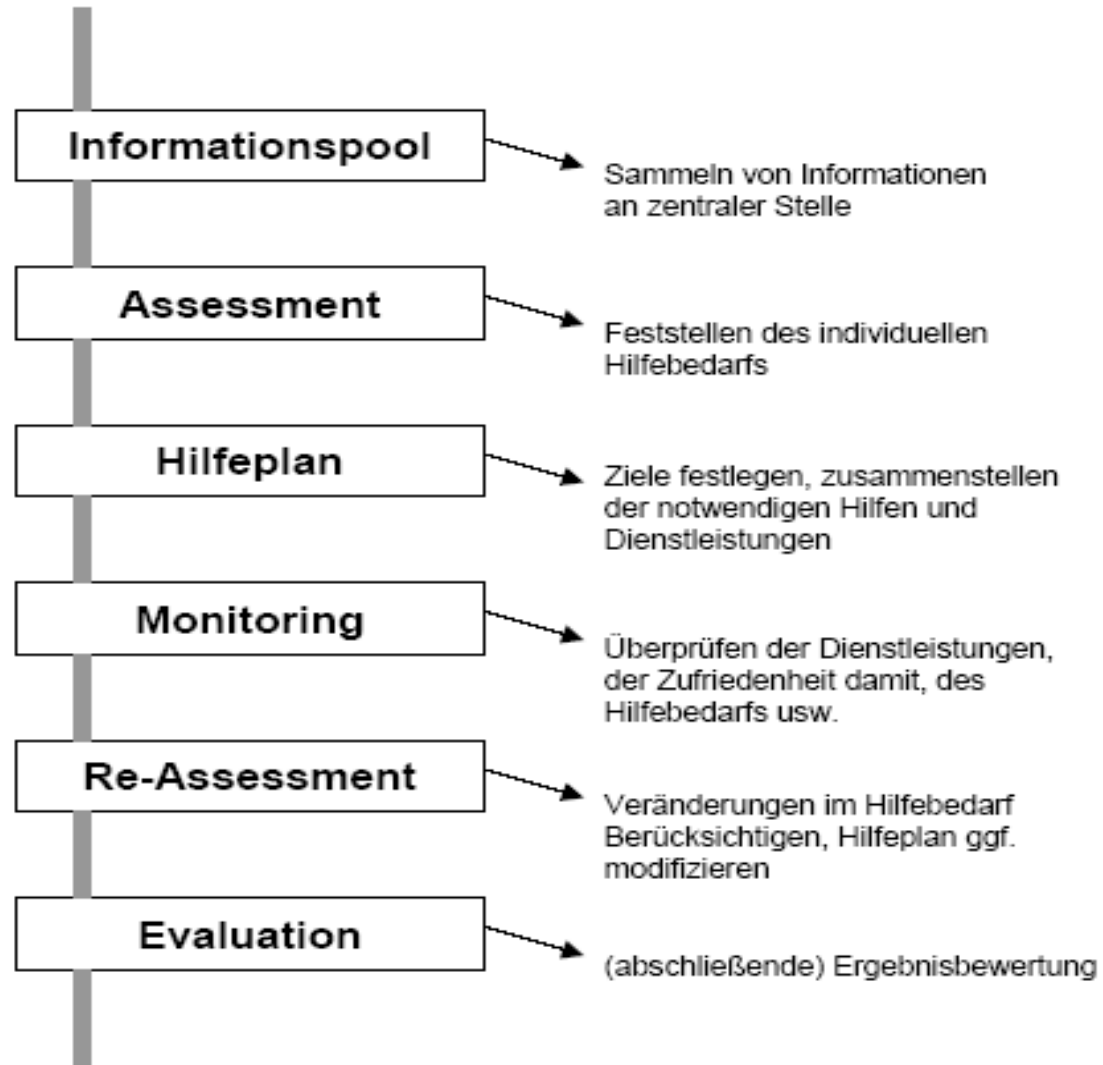 Informationspool
Sammeln von Informationen
an zentraler Stelle
Assessment
Feststellen des individuellen
Hilfebedarfs
Hilfeplan
Ziele festlegen, zusammenstellen
der notwendigen Hilfen und
Dienstleistungen
Monitoring
Überprüfen der Dienstleistungen,
der Zufriedenheit damit, des
Hilfebedarfs usw.
Re-Assessment
Veränderungen im Hilfebedarf
Berücksichtigen, Hilfeplan ggf.
modifizieren
Evaluation
(abschließende) Ergebnisbewertung